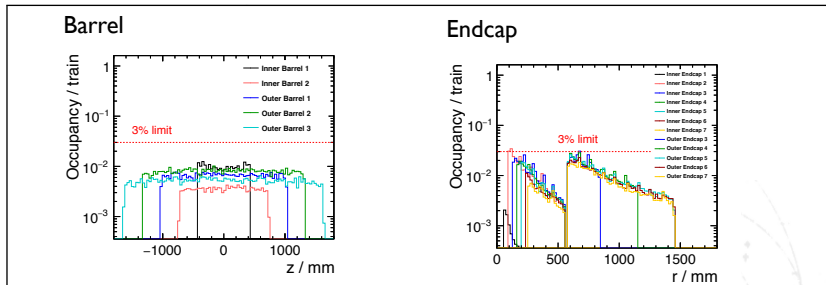 Barrel
Endcap
Occupancy / train
1
10⁻¹
10⁻²
10⁻³
3% limit
Inner Barrel 1
Inner Barrel 2
Outer Barrel 1
Outer Barrel 2
Outer Barrel 3
−1000 0 1000
z / mm
Occupancy / train
1
10⁻¹
10⁻²
10⁻³
3% limit
Inner Endcap 1
Inner Endcap 2
Inner Endcap 3
Inner Endcap 4
Inner Endcap 5
Inner Endcap 6
Inner Endcap 7
Outer Endcap 3
Outer Endcap 4
Outer Endcap 5
Outer Endcap 6
Outer Endcap 7
0 500 1000 1500
r / mm